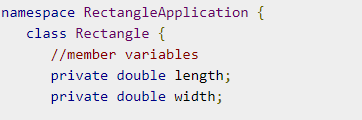 namespace RectangleApplication {
class Rectangle {
//member variables
private double length;
private double width;